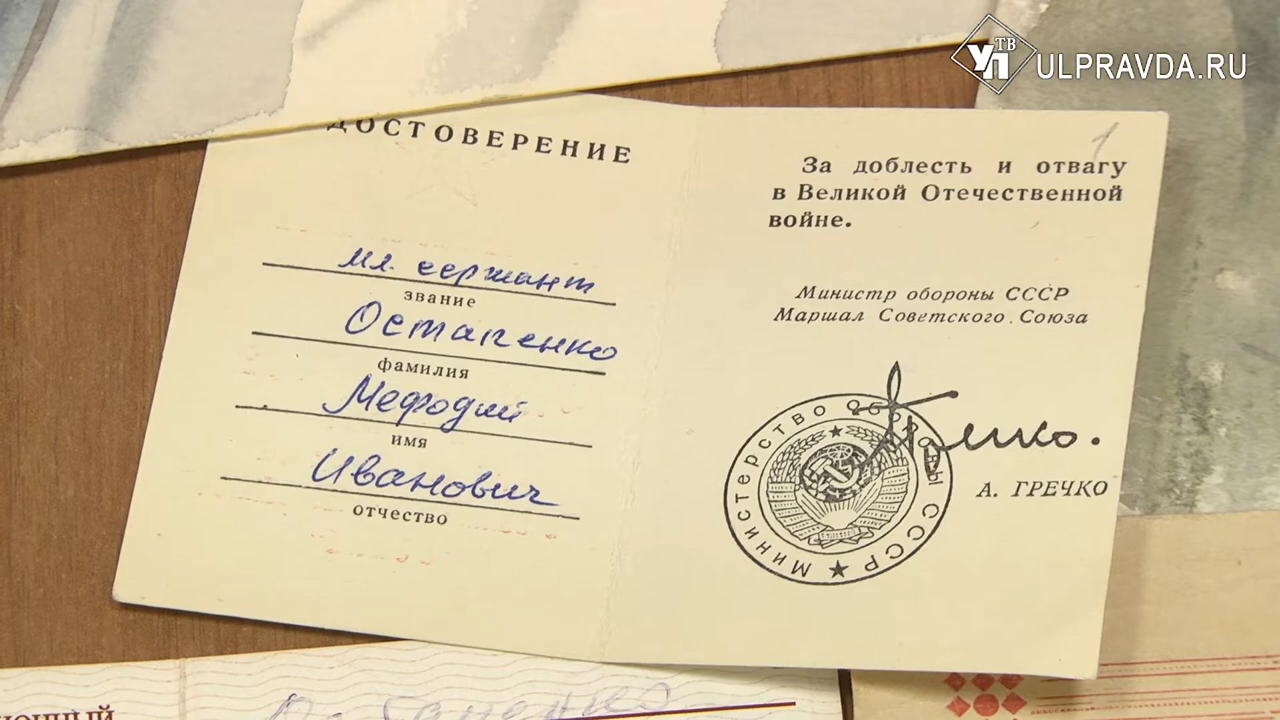 УП ТВ ULPRAVDA.RU
ДОСТОВЕРЕНИЕ
мл. сержант
звание
Остапенко
фамилия
Мефодий
имя
Иванович
отчество
1
За доблесть и отвагу
в Великой Отечественной
войне.
Министр обороны СССР
Маршал Советского Союза
Министерство Обороны СССР
А. ГРЕЧКО